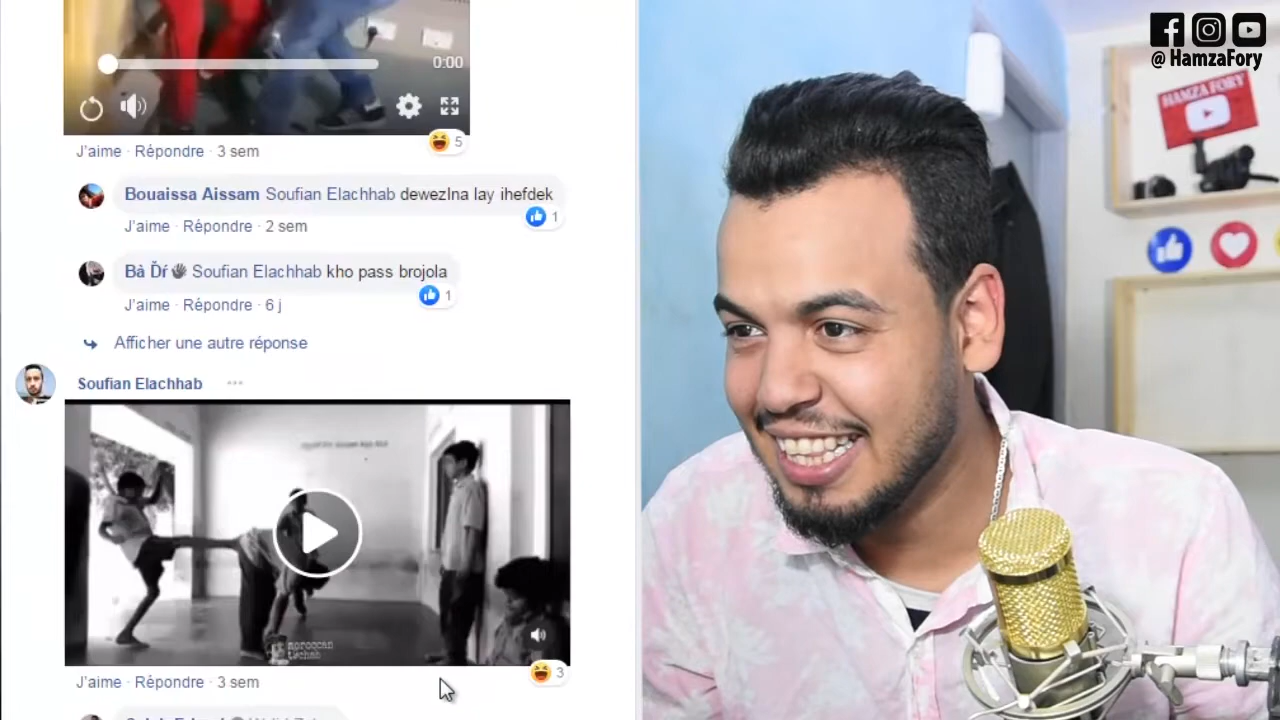 @ HamzaFory
HAMZA FORY
0:00
5
J'aime · Répondre · 3 sem
Bouaissa Aissam Soufian Elachhab dewezlna lay ihefdek
1
J'aime · Répondre · 2 sem
Bà Ďŕ Soufian Elachhab kho pass brojola
1
J'aime · Répondre · 6 j
Afficher une autre réponse
Soufian Elachhab ...
moroccan
3
J'aime · Répondre · 3 sem